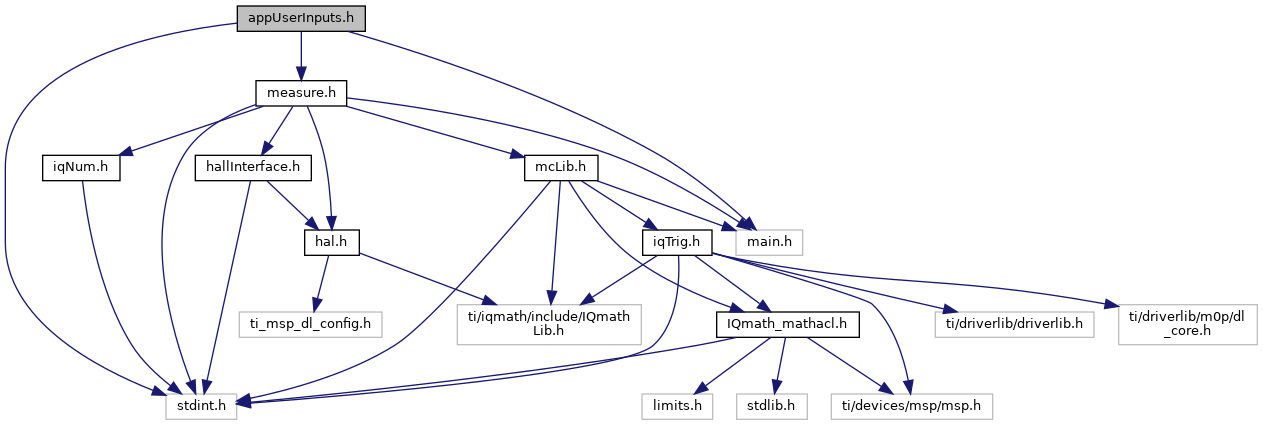 appUserInputs.h
measure.h
iqNum.h
hallInterface.h
mcLib.h
hal.h
iqTrig.h
main.h
ti_msp_dl_config.h
ti/iqmath/include/IQmath
Lib.h
IQmath_mathacl.h
ti/driverlib/driverlib.h
ti/driverlib/m0p/dl
_core.h
stdint.h
limits.h
stdlib.h
ti/devices/msp/msp.h